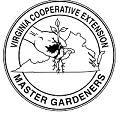 VIRGINIA COOPERATIVE EXTENSION
MASTER GARDENERS